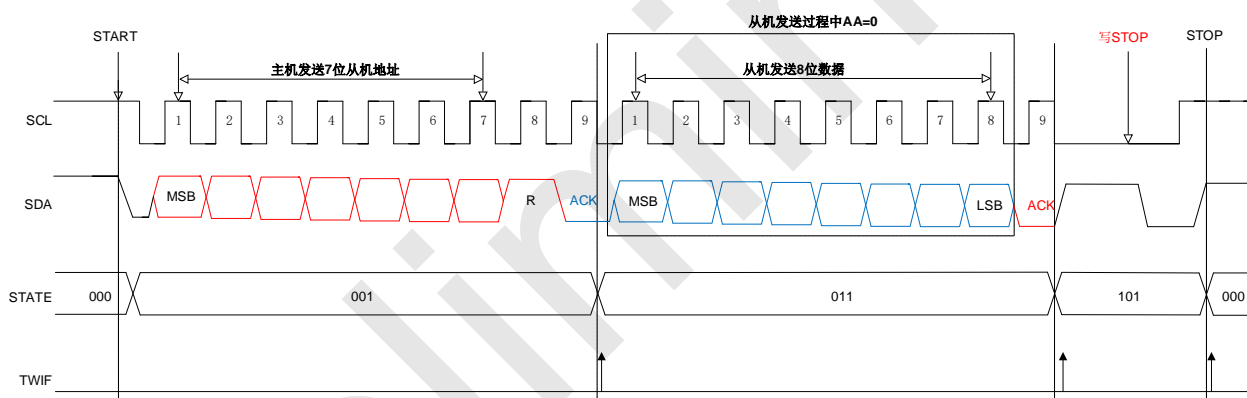 从机发送过程中AA=0
START
写STOP
STOP
主机发送7位从机地址
从机发送8位数据
SCL 1 2 3 4 5 6 7 8 9 1 2 3 4 5 6 7 8 9
SDA MSB R ACK MSB LSB ACK
STATE 000 001 011 101 000
TWIF